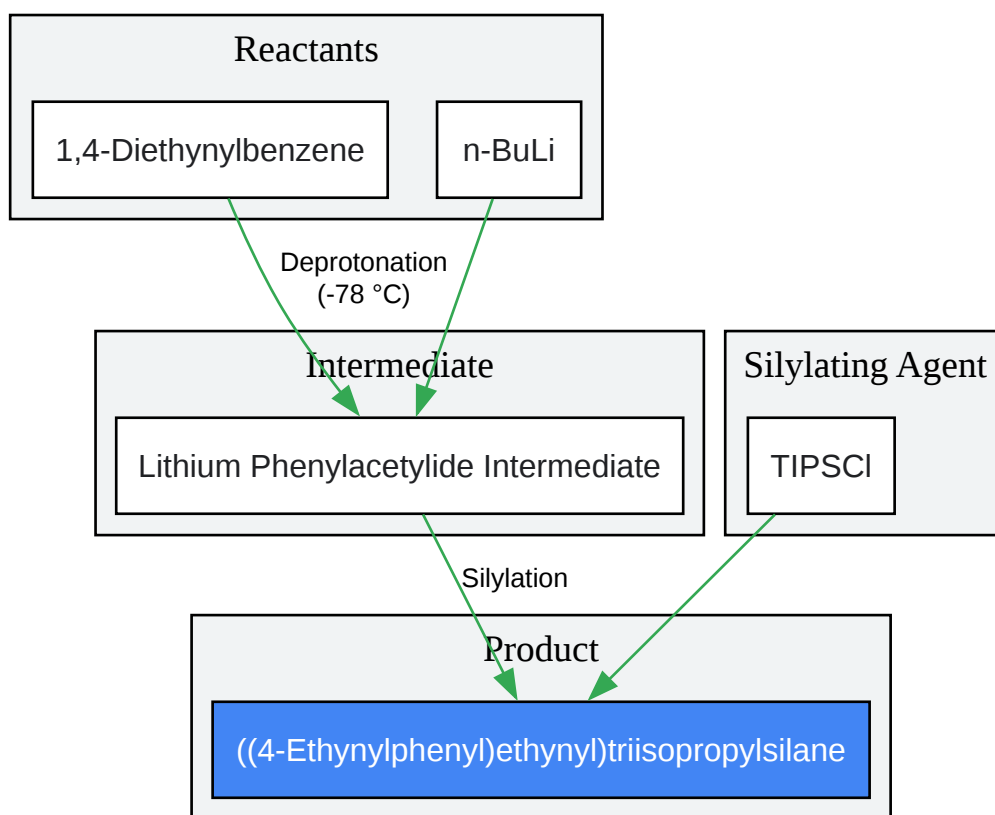 Reactants
1,4-Diethynylbenzene
n-BuLi
Deprotonation
(-78 °C)
Intermediate
Silylating Agent
Lithium Phenylacetylide Intermediate
TIPSCl
Silylation
Product
((4-Ethynylphenyl)ethynyl)triisopropylsilane